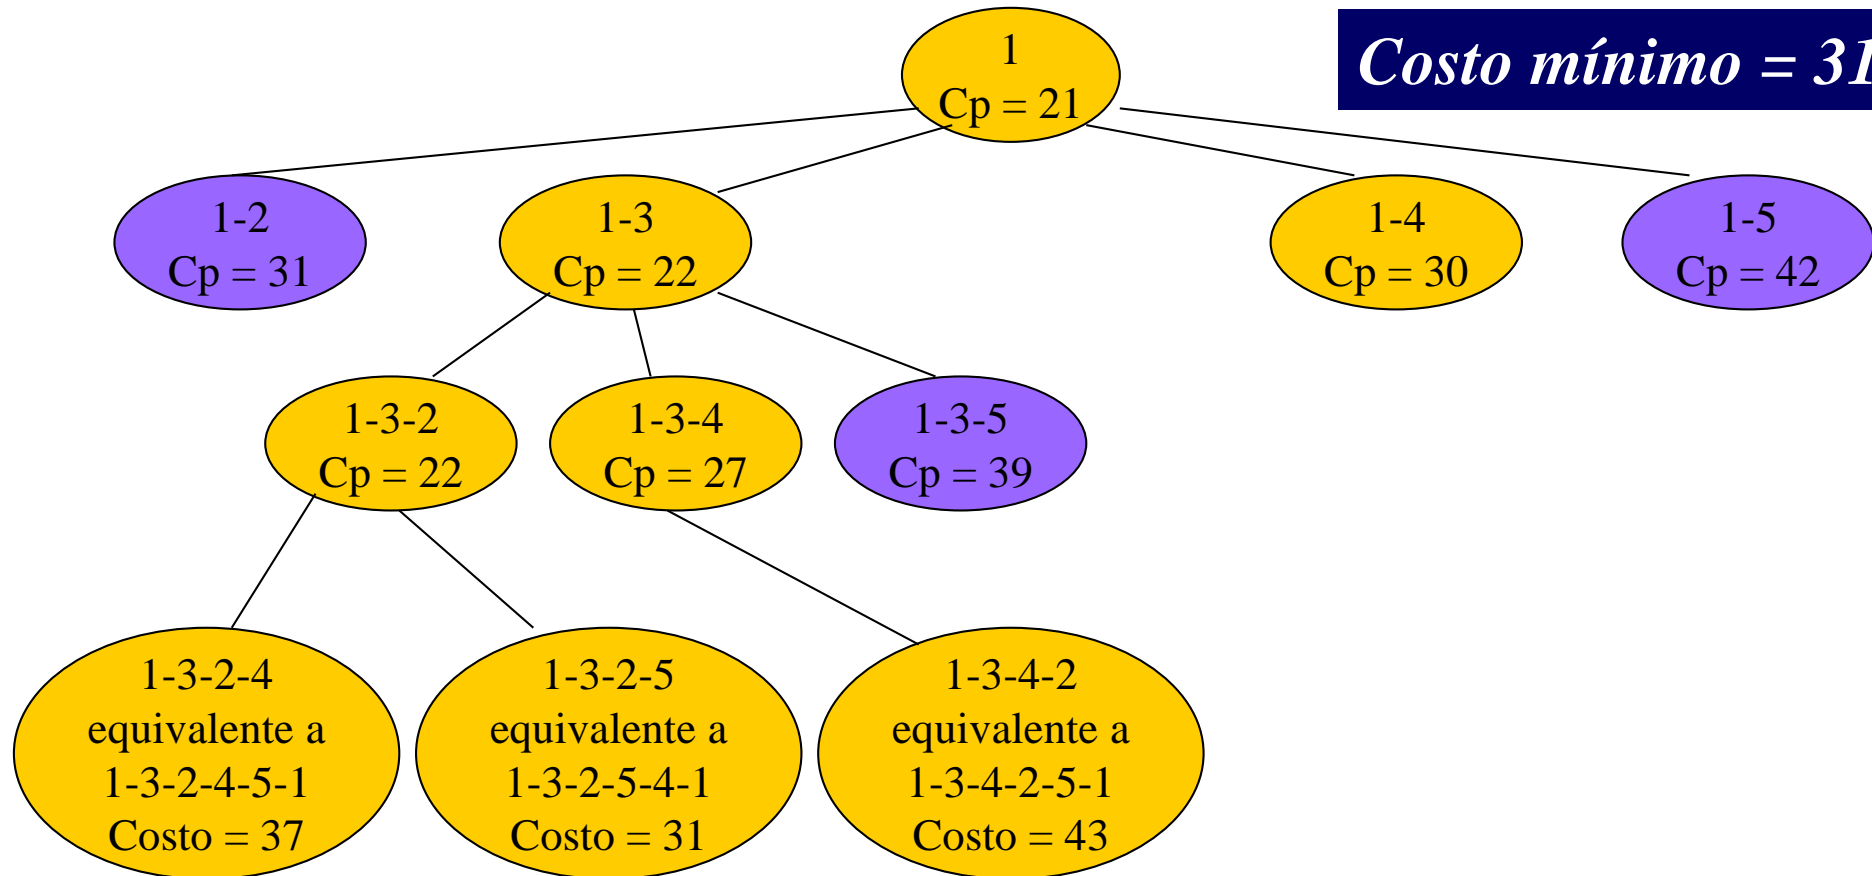 1
Cp = 21
Costo mínimo = 31
1-2
Cp = 31
1-3
Cp = 22
1-4
Cp = 30
1-5
Cp = 42
1-3-2
Cp = 22
1-3-4
Cp = 27
1-3-5
Cp = 39
1-3-2-4
equivalente a
1-3-2-4-5-1
Costo = 37
1-3-2-5
equivalente a
1-3-2-5-4-1
Costo = 31
1-3-4-2
equivalente a
1-3-4-2-5-1
Costo = 43